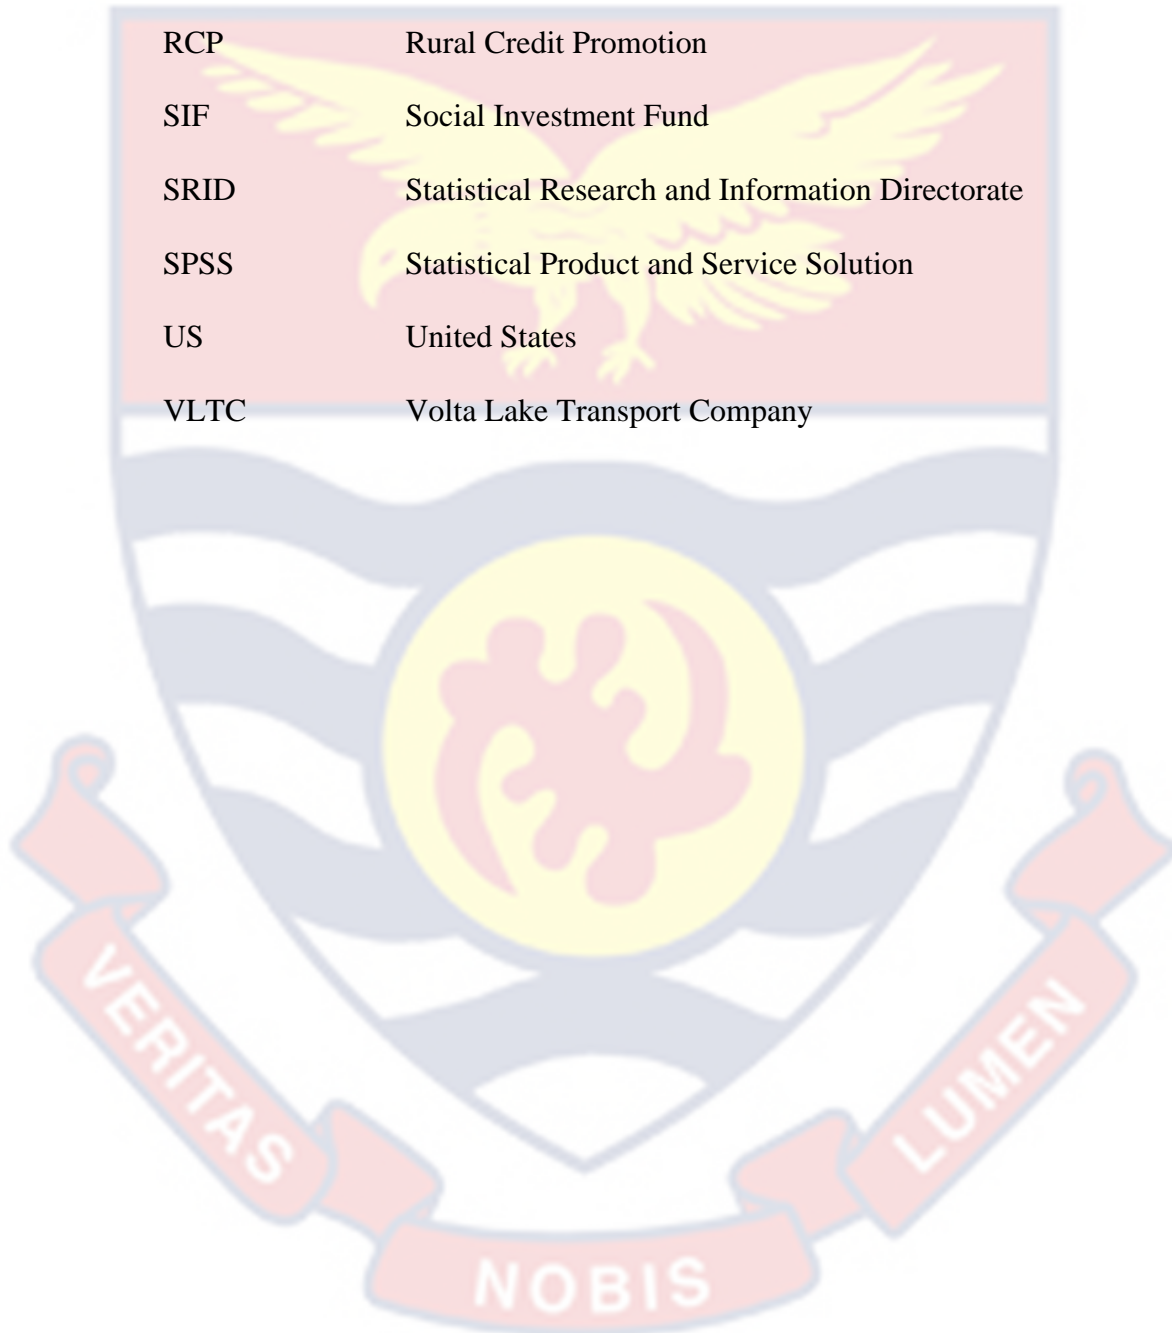 RCP Rural Credit Promotion
SIF Social Investment Fund
SRID Statistical Research and Information Directorate
SPSS Statistical Product and Service Solution
US United States
VLTC Volta Lake Transport Company
VERITAS
NOBIS
LUMEN